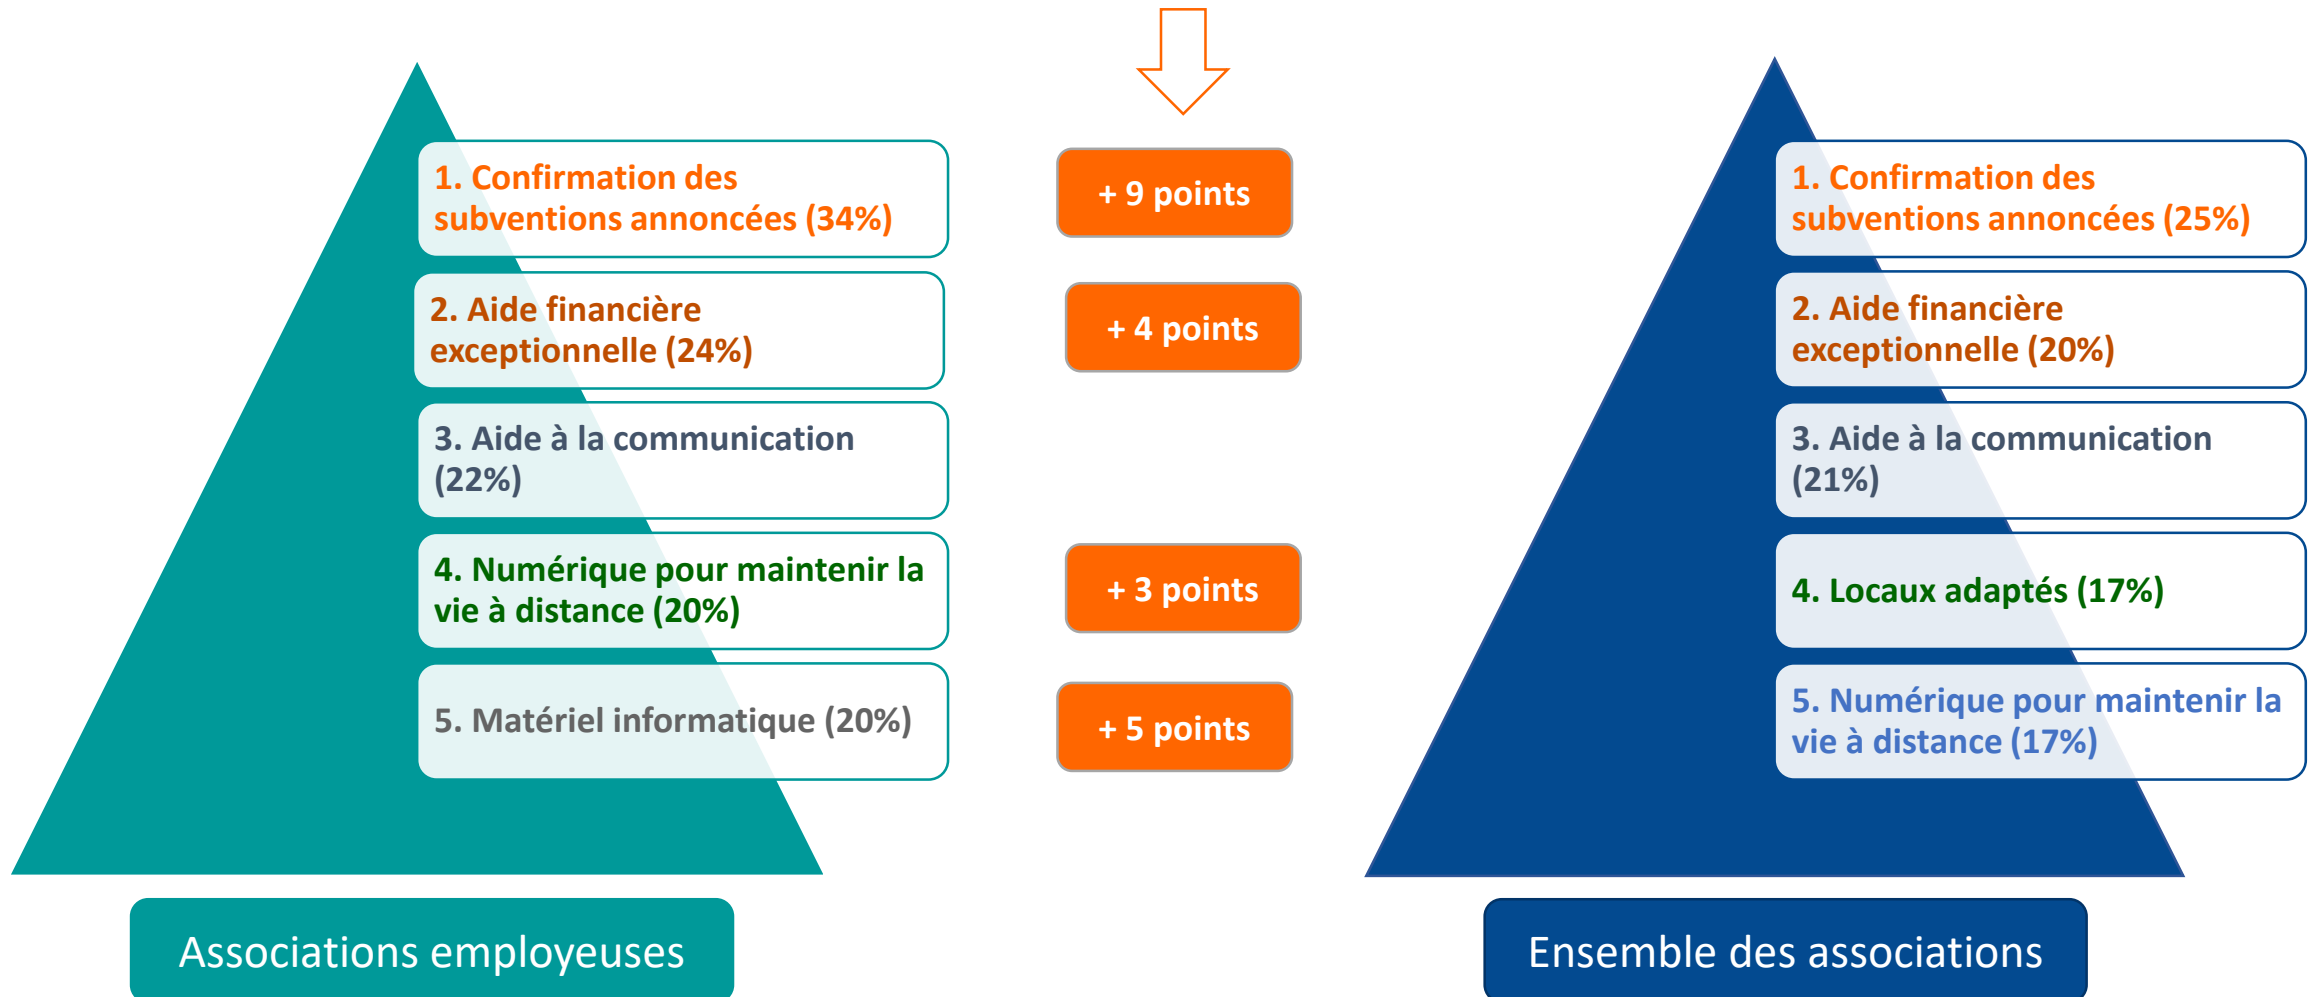 1. Confirmation des
subventions annoncées (34%)
2. Aide financière
exceptionnelle (24%)
3. Aide à la communication
(22%)
4. Numérique pour maintenir la
vie à distance (20%)
5. Matériel informatique (20%)
Associations employeuses
+ 9 points
+ 4 points
+ 3 points
+ 5 points
1. Confirmation des
subventions annoncées (25%)
2. Aide financière
exceptionnelle (20%)
3. Aide à la communication
(21%)
4. Locaux adaptés (17%)
5. Numérique pour maintenir la
vie à distance (17%)
Ensemble des associations